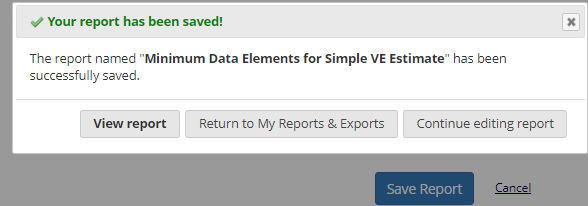 Your report has been saved!
The report named "Minimum Data Elements for Simple VE Estimate" has been
successfully saved.
View report
Return to My Reports & Exports
Continue editing report
Save Report
Cancel